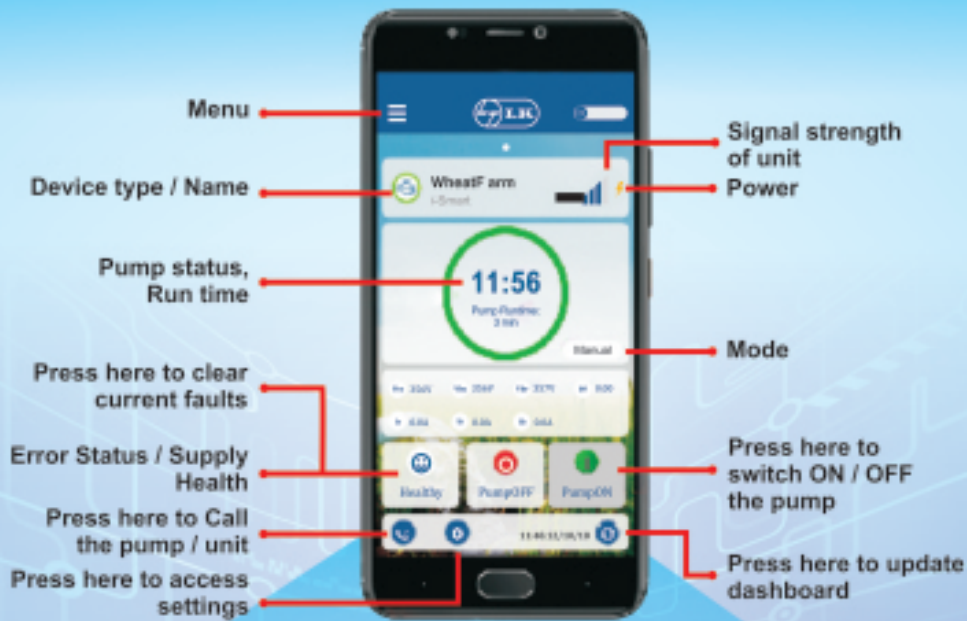 Menu
LK
Signal strength
of unit
Device type / Name
WheatF arm
i-Smart
Power
Pump status,
Run time
11:56
Pump Runtime:
Manual
Mode
Press here to clear
current faults
Error Status / Supply
Health
Healthy
PumpOFF
PumpON
Press here to
switch ON / OFF
the pump
Press here to Call
the pump / unit
Press here to access
settings
Press here to update
dashboard